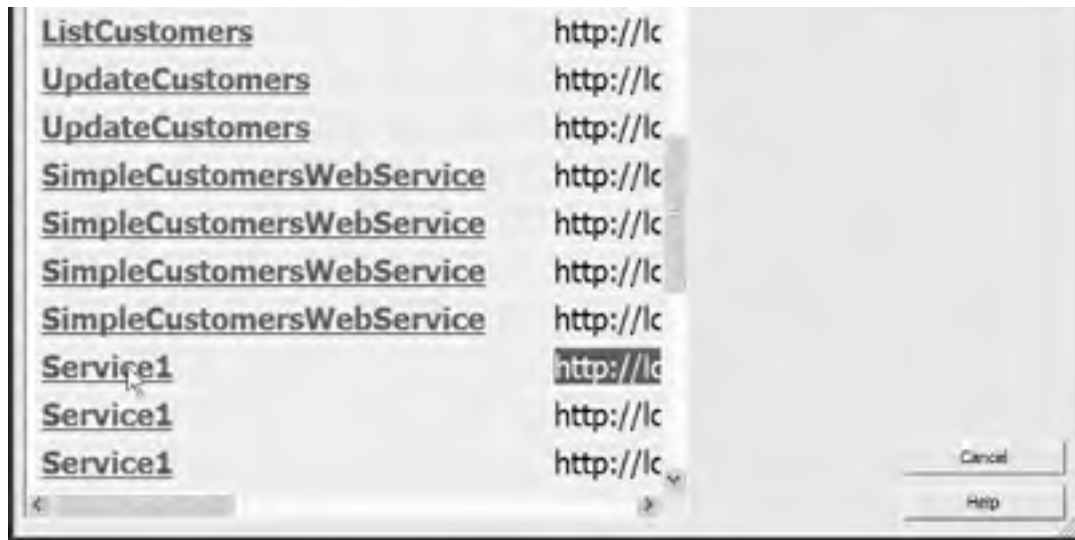 ListCustomers http://lc
UpdateCustomers http://lc
UpdateCustomers http://lc
SimpleCustomersWebService http://lc
SimpleCustomersWebService http://lc
SimpleCustomersWebService http://lc
SimpleCustomersWebService http://lc
Service1 http://lc
Service1 http://lc
Service1 http://lc
Cancel
Help